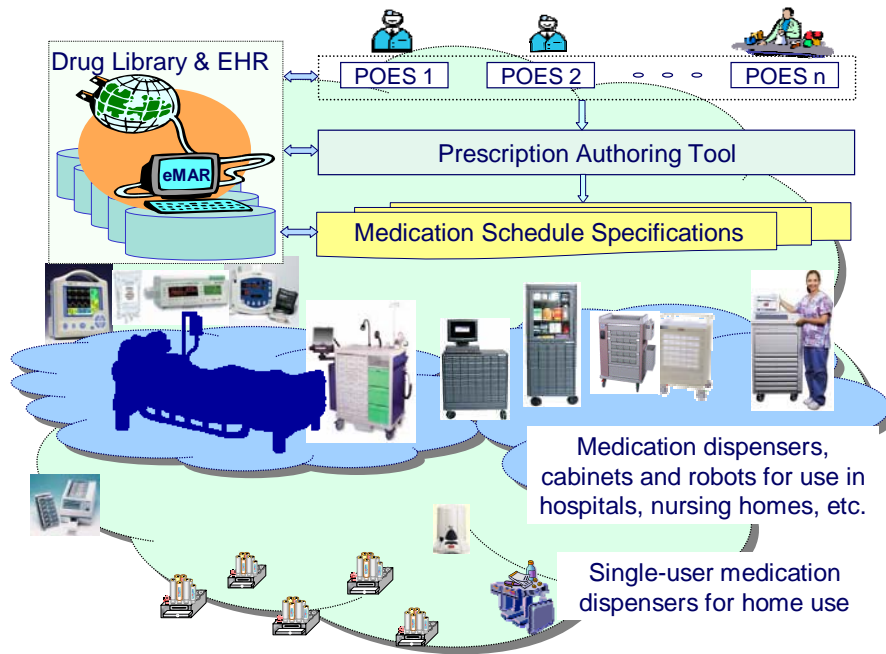 Drug Library & EHR
eMAR
POES 1
POES 2
POES n
Prescription Authoring Tool
Medication Schedule Specifications
Medication dispensers,
cabinets and robots for use in
hospitals, nursing homes, etc.
Single-user medication
dispensers for home use